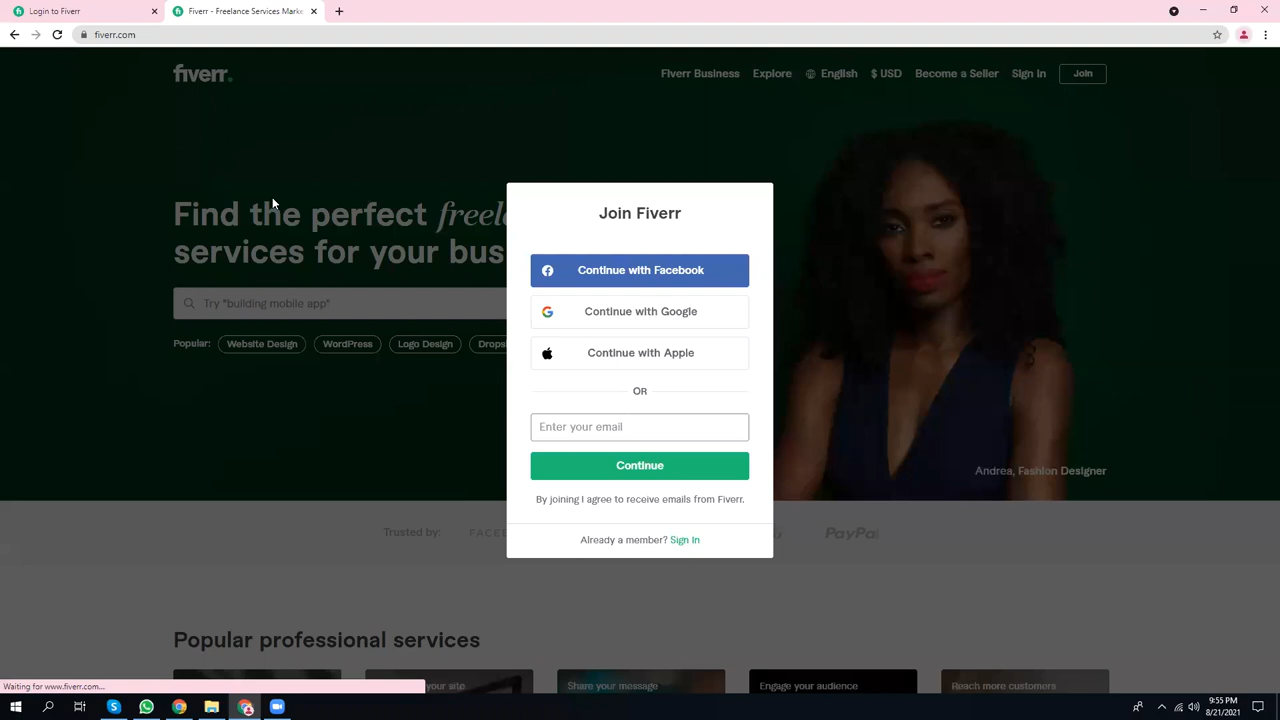 Login to Fiverr
Fiverr - Freelance Services Mark
fiverr.com
fiverr.
Fiverr Business
Explore
English
$ USD
Become a Seller
Sign In
Join
Find the perfect
services for your
Try "building mobile app"
Popular:
Website Design
WordPress
Logo Design
Join Fiverr
Continue with Facebook
Continue with Google
Continue with Apple
OR
Enter your email
Continue
By joining I agree to receive emails from Fiverr.
Already a member? Sign In
Andrea, Fashion Designer
Trusted by:
PayPal
Popular professional services
your site
Share your message
Engage your audience
Reach more customers
Waiting for www.fiverr.com...
9:55 PM
8/21/2021